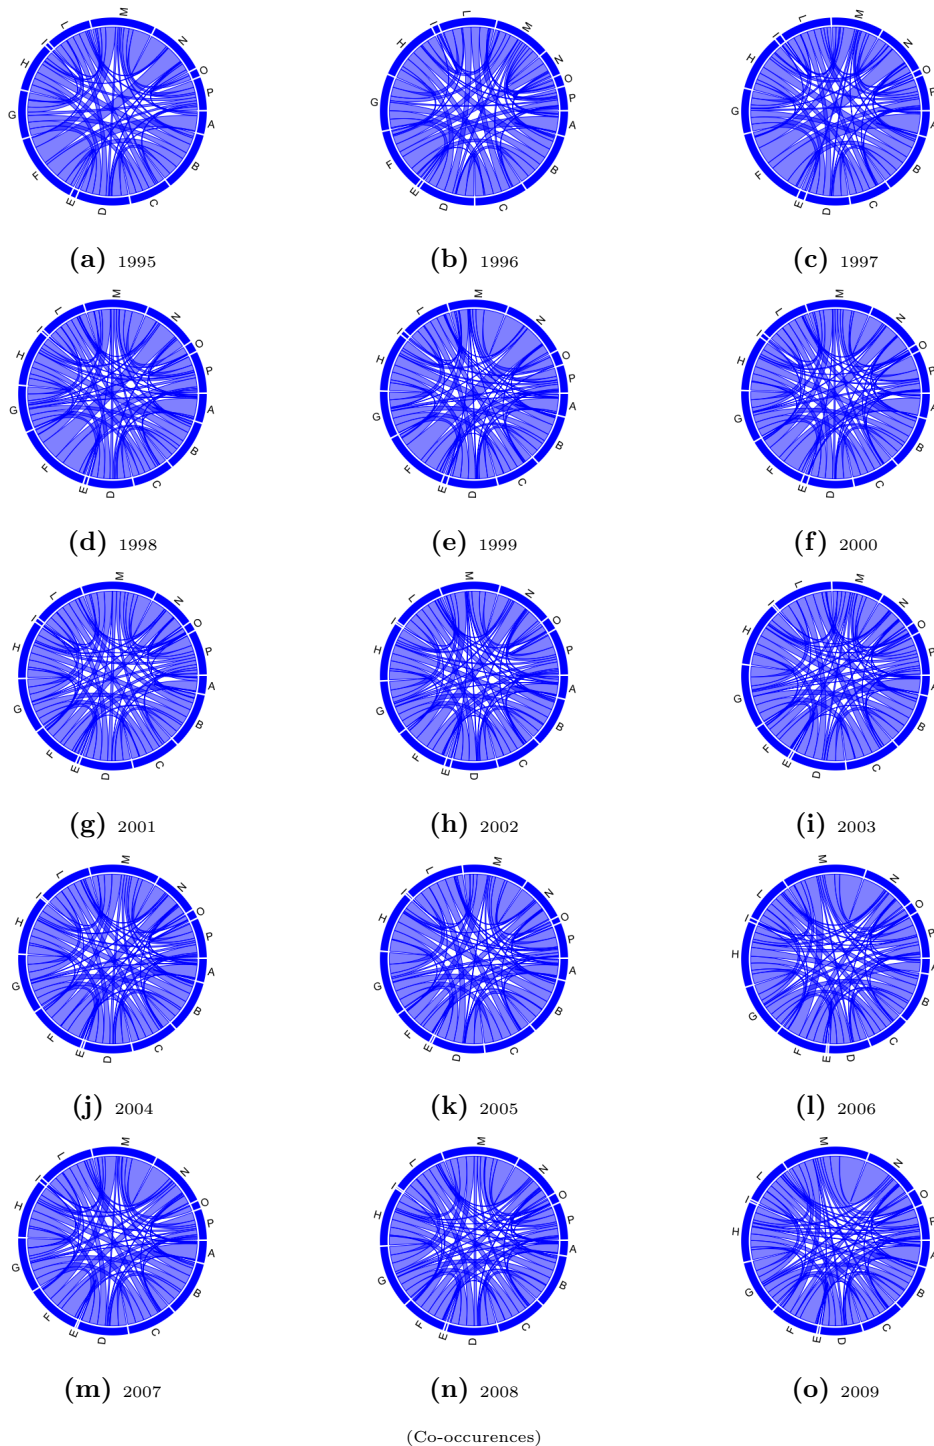 A B C D E F G H I L M N O P
(a) 1995
A B C D E F G H I L M N O P
(b) 1996
A B C D E F G H I L M N O P
(c) 1997
A B C D E F G H I L M N O P
(d) 1998
A B C D E F G H I L M N O P
(e) 1999
A B C D E F G H I L M N O P
(f) 2000
A B C D E F G H I L M N O P
(g) 2001
A B C D E F G H I L M N O P
(h) 2002
A B C D E F G H I L M N O P
(i) 2003
A B C D E F G H I L M N O P
(j) 2004
A B C D E F G H I L M N O P
(k) 2005
A B C D E F G H I L M N O P
(l) 2006
A B C D E F G H I L M N O P
(m) 2007
A B C D E F G H I L M N O P
(n) 2008
A B C D E F G H I L M N O P
(o) 2009
(Co-occurences)